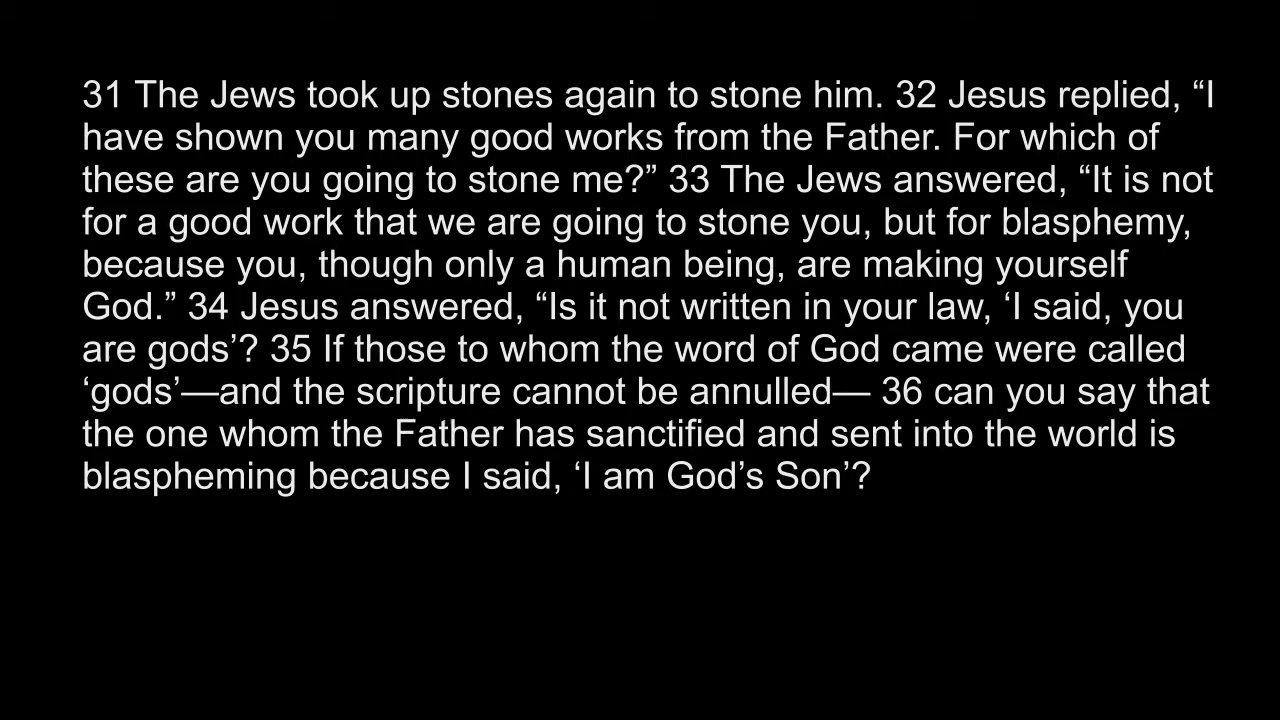 31 The Jews took up stones again to stone him. 32 Jesus replied, “I
have shown you many good works from the Father. For which of
these are you going to stone me?” 33 The Jews answered, “It is not
for a good work that we are going to stone you, but for blasphemy,
because you, though only a human being, are making yourself
God.” 34 Jesus answered, “Is it not written in your law, ‘I said, you
are gods’? 35 If those to whom the word of God came were called
‘gods’—and the scripture cannot be annulled— 36 can you say that
the one whom the Father has sanctified and sent into the world is
blaspheming because I said, ‘I am God’s Son’?